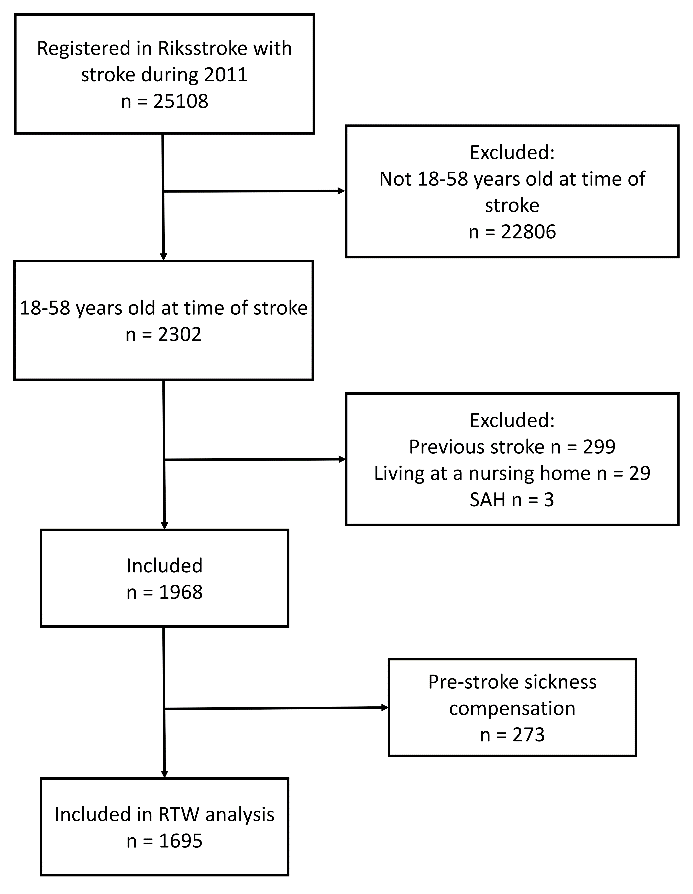 Registered in Riksstroke with
stroke during 2011
n = 25108
Excluded:
Not 18-58 years old at time of
stroke
n = 22806
18-58 years old at time of stroke
n = 2302
Excluded:
Previous stroke n = 299
Living at a nursing home n = 29
SAH n = 3
Included
n = 1968
Pre-stroke sickness
compensation
n = 273
Included in RTW analysis
n = 1695